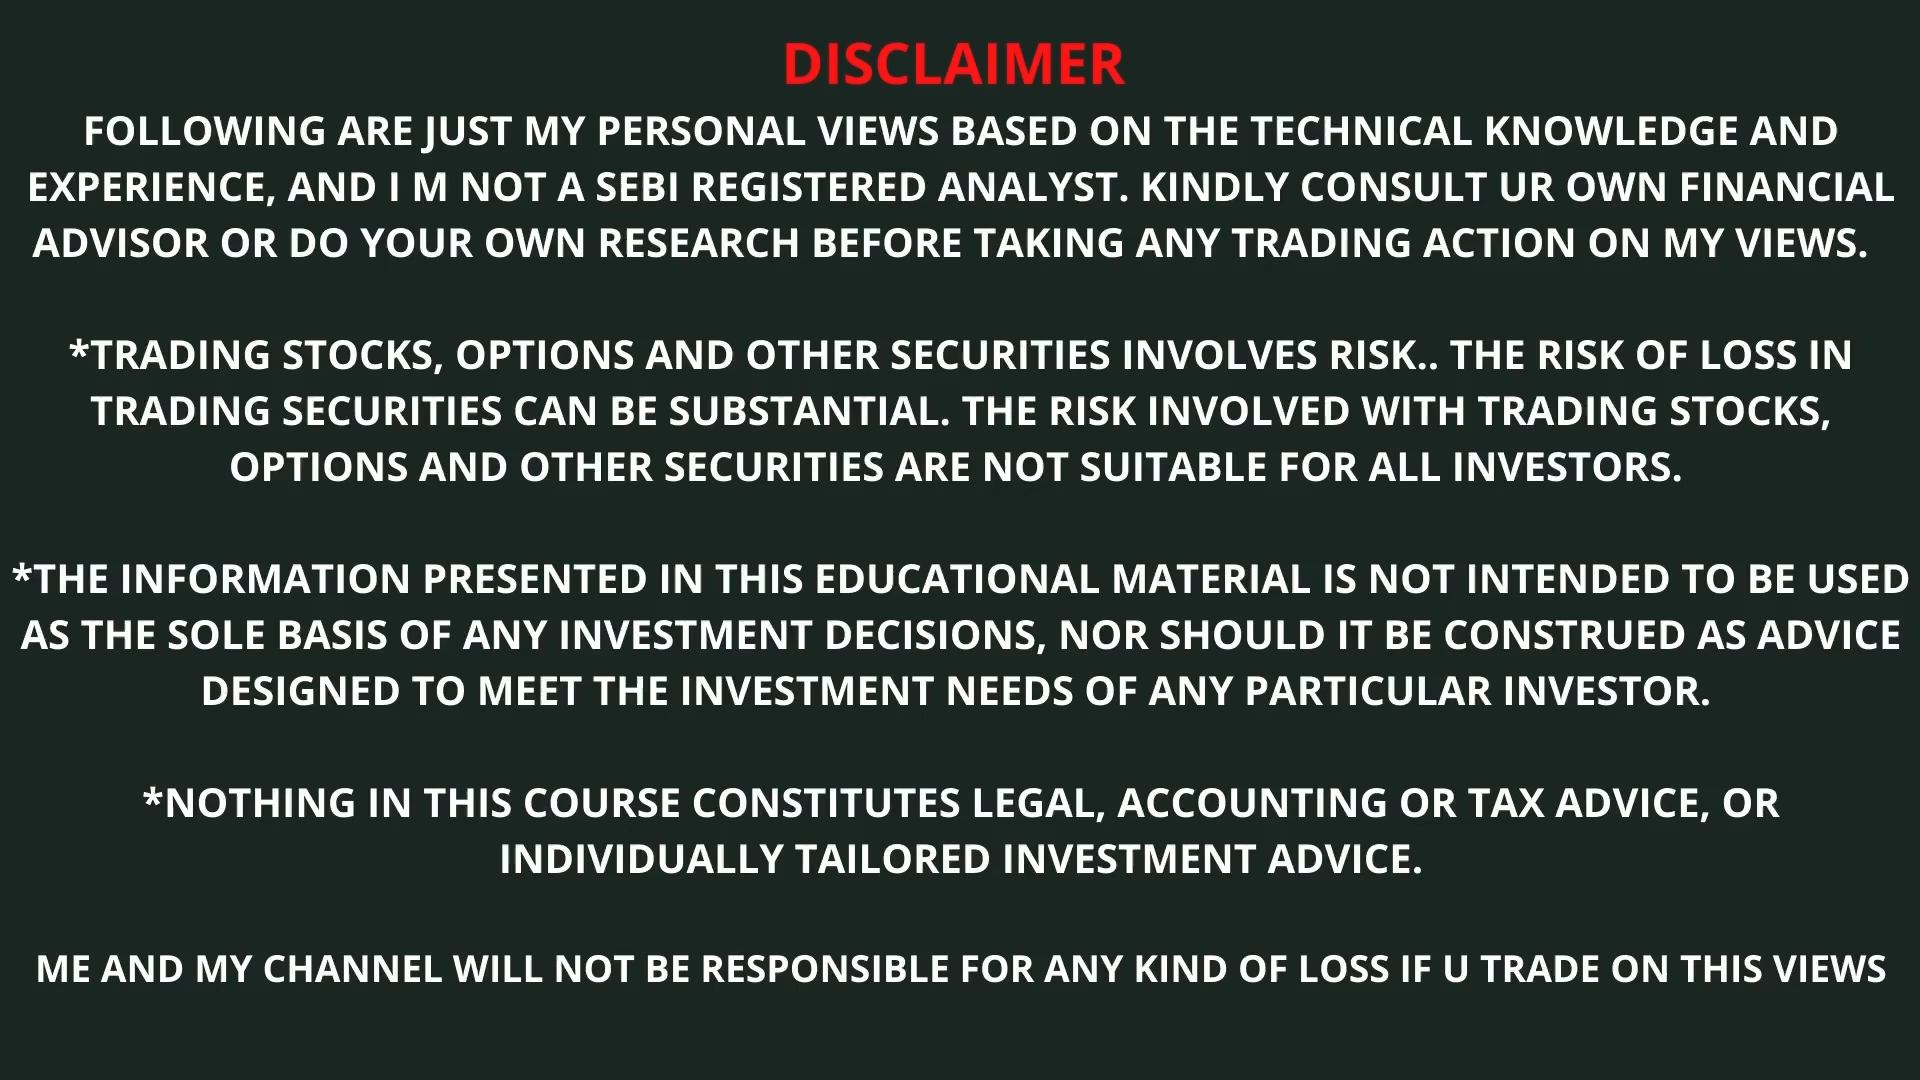 DISCLAIMER
FOLLOWING ARE JUST MY PERSONAL VIEWS BASED ON THE TECHNICAL KNOWLEDGE AND
EXPERIENCE, AND I M NOT A SEBI REGISTERED ANALYST. KINDLY CONSULT UR OWN FINANCIAL
ADVISOR OR DO YOUR OWN RESEARCH BEFORE TAKING ANY TRADING ACTION ON MY VIEWS.
*TRADING STOCKS, OPTIONS AND OTHER SECURITIES INVOLVES RISK.. THE RISK OF LOSS IN
TRADING SECURITIES CAN BE SUBSTANTIAL. THE RISK INVOLVED WITH TRADING STOCKS,
OPTIONS AND OTHER SECURITIES ARE NOT SUITABLE FOR ALL INVESTORS.
*THE INFORMATION PRESENTED IN THIS EDUCATIONAL MATERIAL IS NOT INTENDED TO BE USED
AS THE SOLE BASIS OF ANY INVESTMENT DECISIONS, NOR SHOULD IT BE CONSTRUED AS ADVICE
DESIGNED TO MEET THE INVESTMENT NEEDS OF ANY PARTICULAR INVESTOR.
*NOTHING IN THIS COURSE CONSTITUTES LEGAL, ACCOUNTING OR TAX ADVICE, OR
INDIVIDUALLY TAILORED INVESTMENT ADVICE.
ME AND MY CHANNEL WILL NOT BE RESPONSIBLE FOR ANY KIND OF LOSS IF U TRADE ON THIS VIEWS